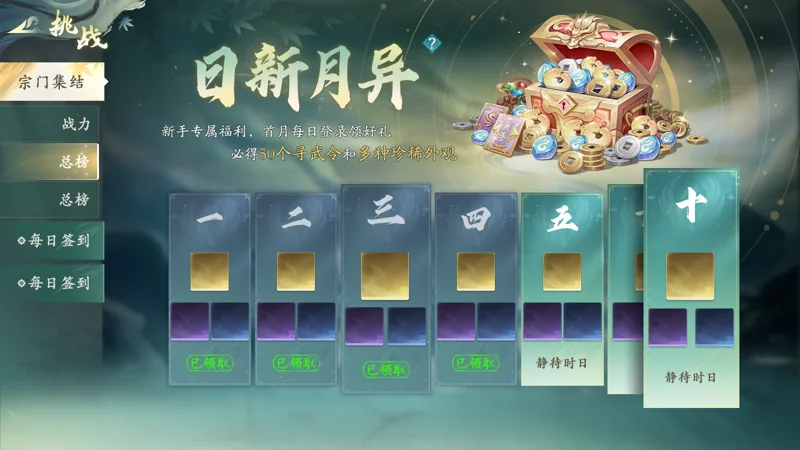 挑战
宗门集结
战力
总榜
总榜
每日签到
每日签到
日新月异
?
新手专属福利，首月每日登录领好礼
必得50个寻武令和多种珍稀外观
一
二
三
四
五
十
已领取
已领取
已领取
已领取
静待时日
静待时日